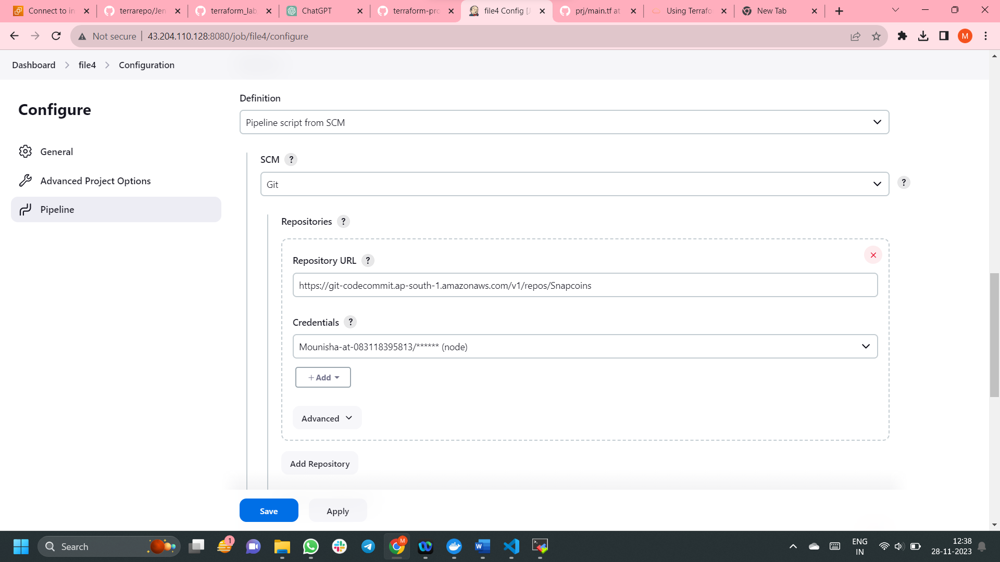 Connect to in
terrarepo/Jen
terraform_lab
ChatGPT
terraform-pro
file4 Config [J
prj/main.tf at
Using Terrafo
New Tab
Not secure
43.204.110.128:8080/job/file4/configure
M
Dashboard
file4
Configuration
Configure
General
Advanced Project Options
Pipeline
Definition
Pipeline script from SCM
SCM ?
Git
?
Repositories ?
Repository URL ?
https://git-codecommit.ap-south-1.amazonaws.com/v1/repos/Snapcoins
Credentials ?
Mounisha-at-083118395813/****** (node)
+ Add
Advanced
Add Repository
Save
Apply
Search
1
M
ENG
IN
12:38
28-11-2023